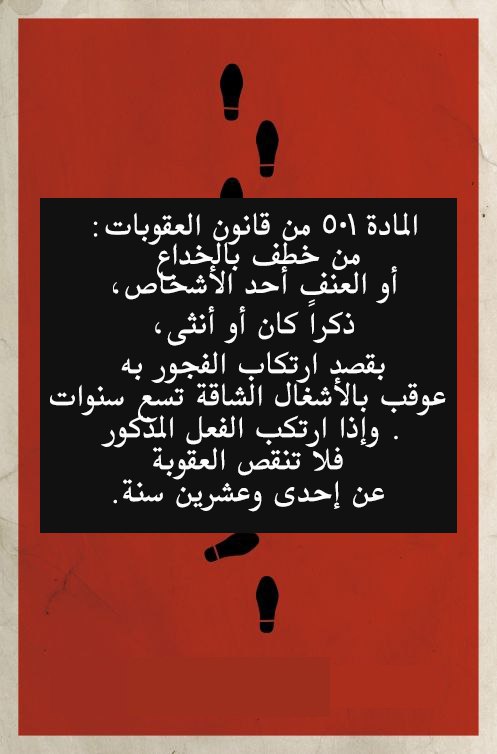 المادة ٥٠١ من قانون العقوبات:
من خطف بالخداع
أو العنف أحد الأشخاص،
ذكراً كان أو أنثى،
بقصد ارتكاب الفجور به
عوقب بالأشغال الشاقة تسع سنوات
. وإذا ارتكب الفعل المذكور
فلا تنقص العقوبة
عن إحدى وعشرين سنة.